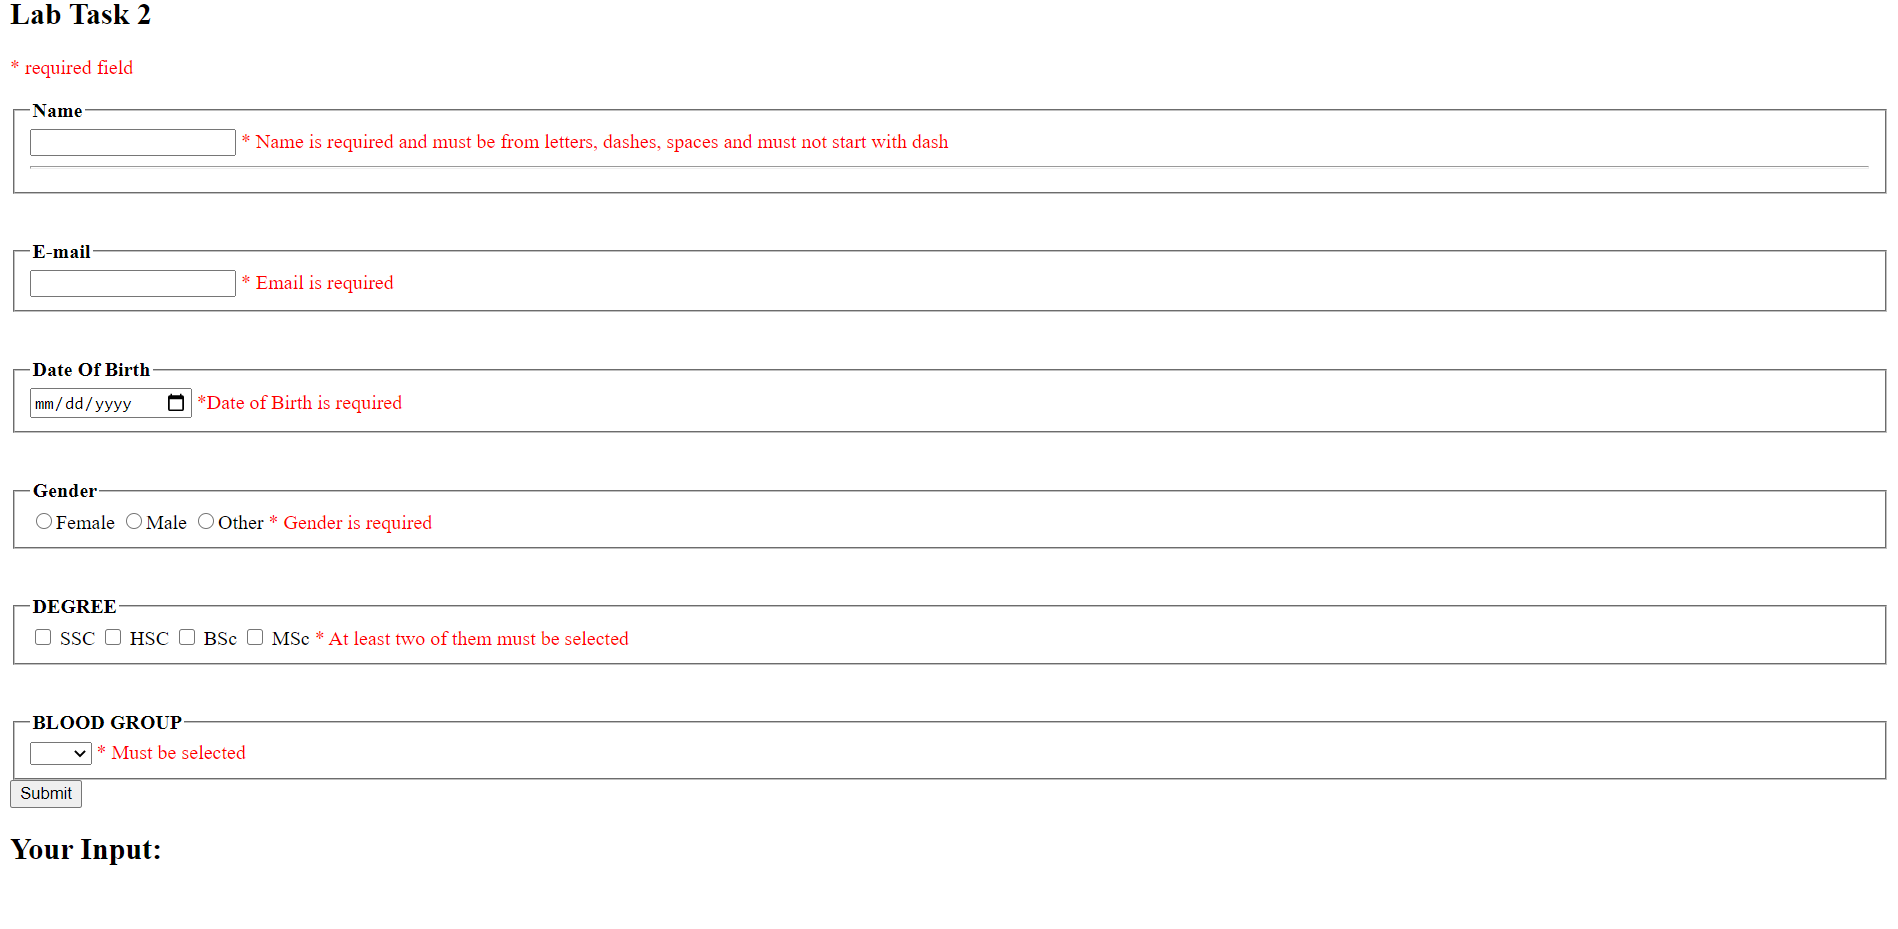 Lab Task 2
* required field
Name
* Name is required and must be from letters, dashes, spaces and must not start with dash
E-mail
* Email is required
Date Of Birth
mm/dd/yyyy *Date of Birth is required
Gender
Female Male Other * Gender is required
DEGREE
SSC HSC BSc MSc * At least two of them must be selected
BLOOD GROUP
* Must be selected
Submit
Your Input: